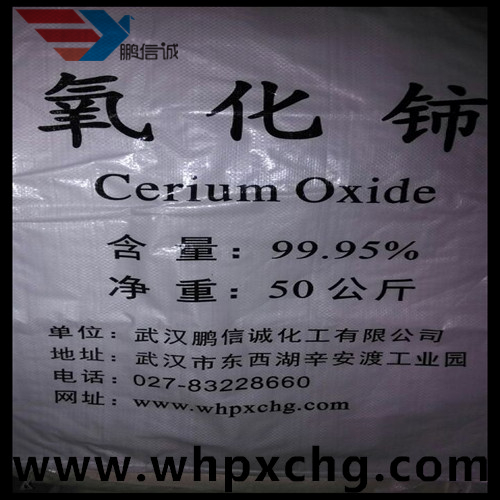 鹏信诚
氧化铈
Cerium Oxide
含量：99.95%
净重：50公斤
单位：武汉鹏信诚化工有限公司
地址：武汉市东西湖辛安渡工业园
电话：027-83228660
网址：www.whpxchg.com
www.whpxchg.com